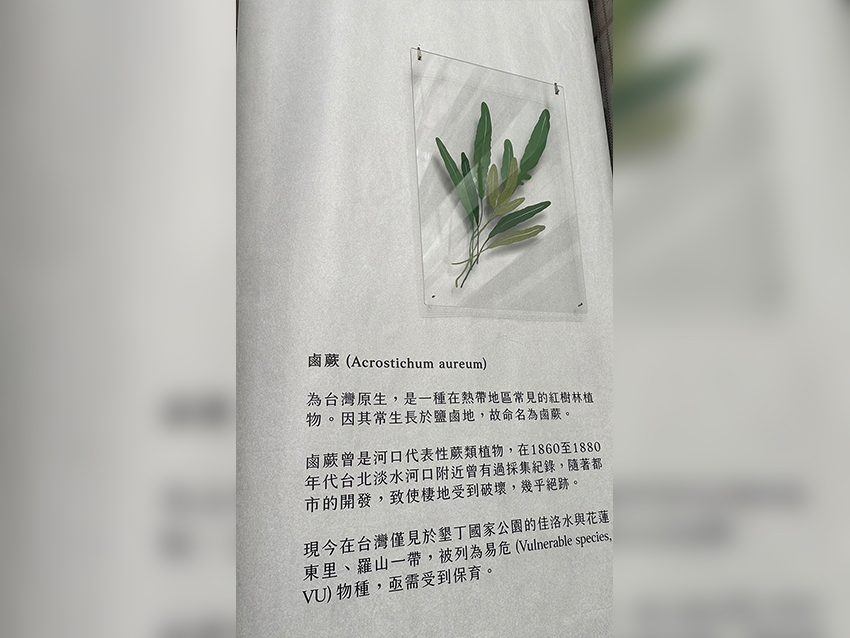 鹵蕨 (Acrostichum aureum)
為台灣原生，是一種在熱帶地區常見的紅樹林植
物。因其常生長於鹽鹵地，故命名為鹵蕨。
鹵蕨曾是河口代表性蕨類植物，在1860至1880
年代台北淡水河口附近曾有過採集紀錄，隨著都
市的開發，致使棲地受到破壞，幾乎絕跡。
現今在台灣僅見於墾丁國家公園的佳洛水與花蓮
東里、羅山一帶，被列為易危 (Vulnerable species,
VU) 物種，亟需受到保育。